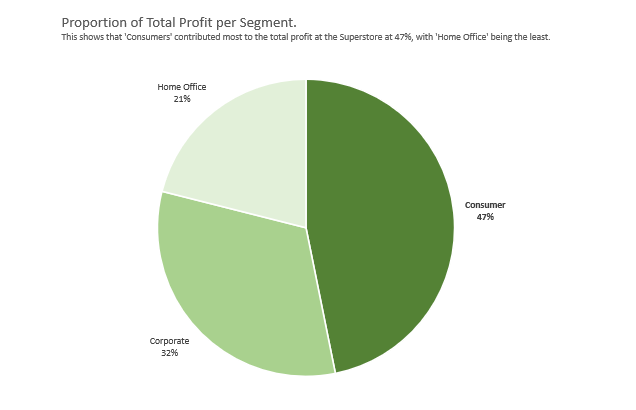 Proportion of Total Profit per Segment.
This shows that 'Consumers' contributed most to the total profit at the Superstore at 47%, with 'Home Office' being the least.
Home Office
21%
Consumer
47%
Corporate
32%